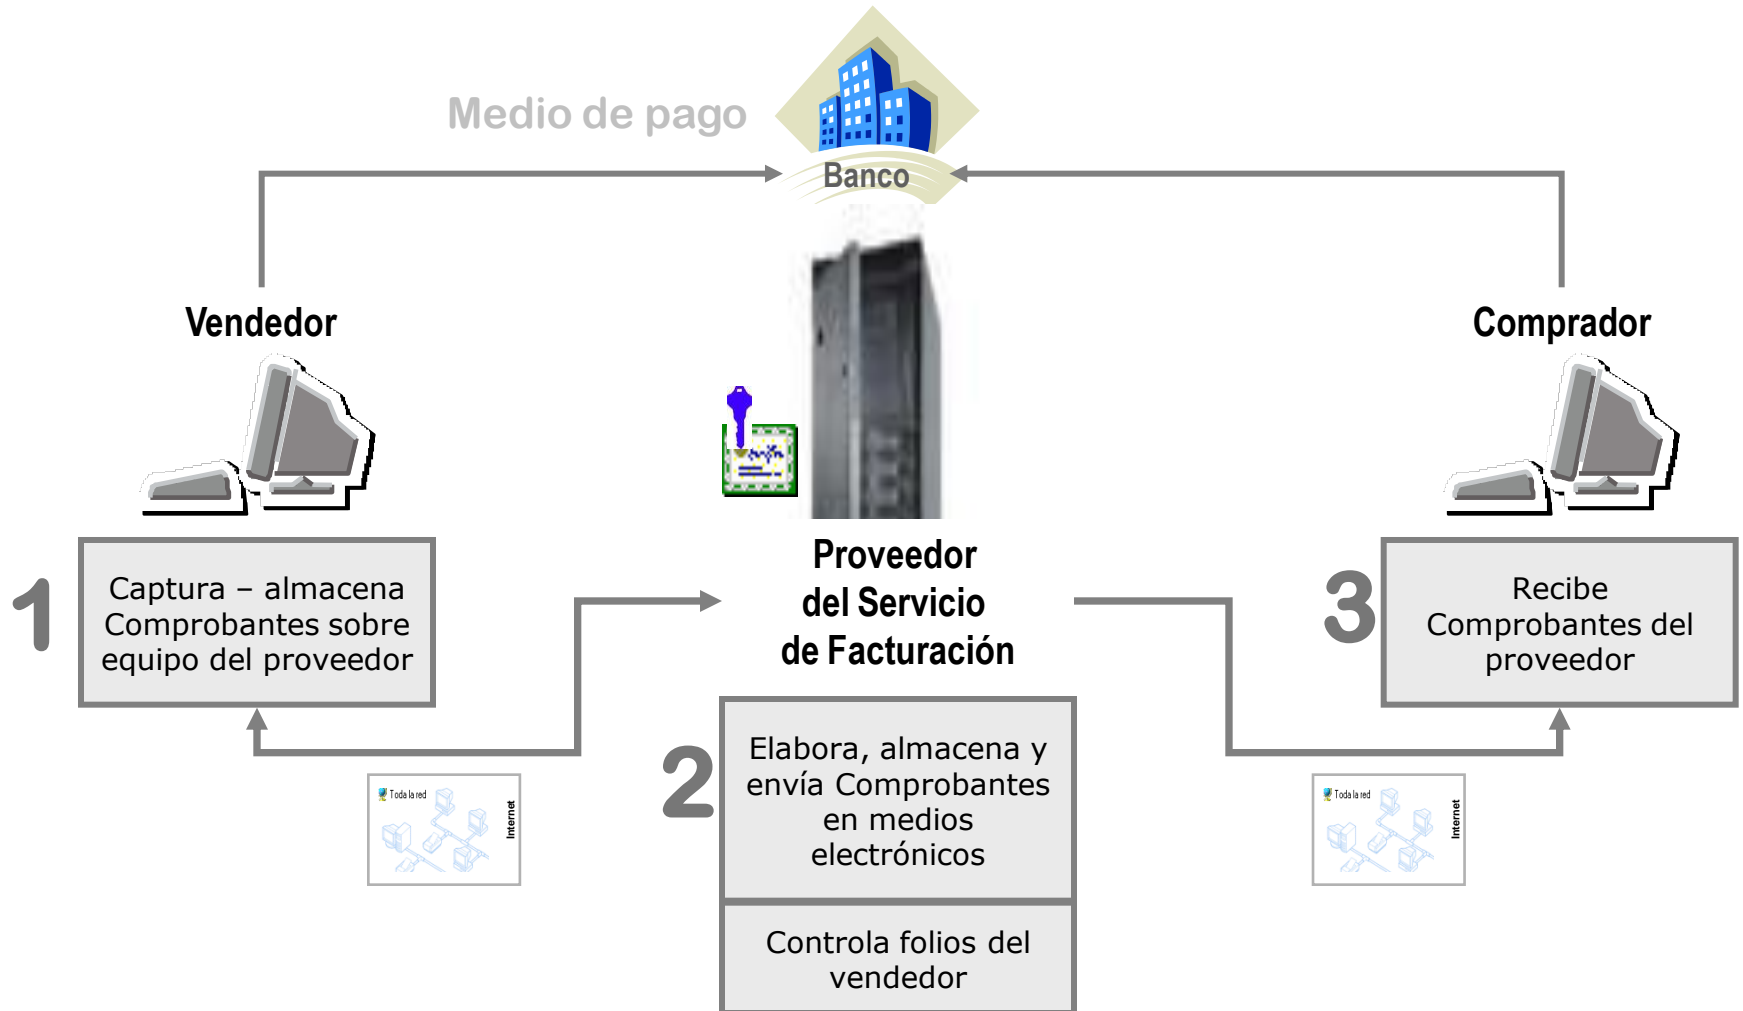 Medio de pago
Banco
Vendedor
Comprador
1
Captura – almacena
Comprobantes sobre
equipo del proveedor
Proveedor
del Servicio
de Facturación
2
Elabora, almacena y
envía Comprobantes
en medios
electrónicos
Controla folios del
vendedor
3
Recibe
Comprobantes del
proveedor
Toda la red
Internet
Toda la red
Internet